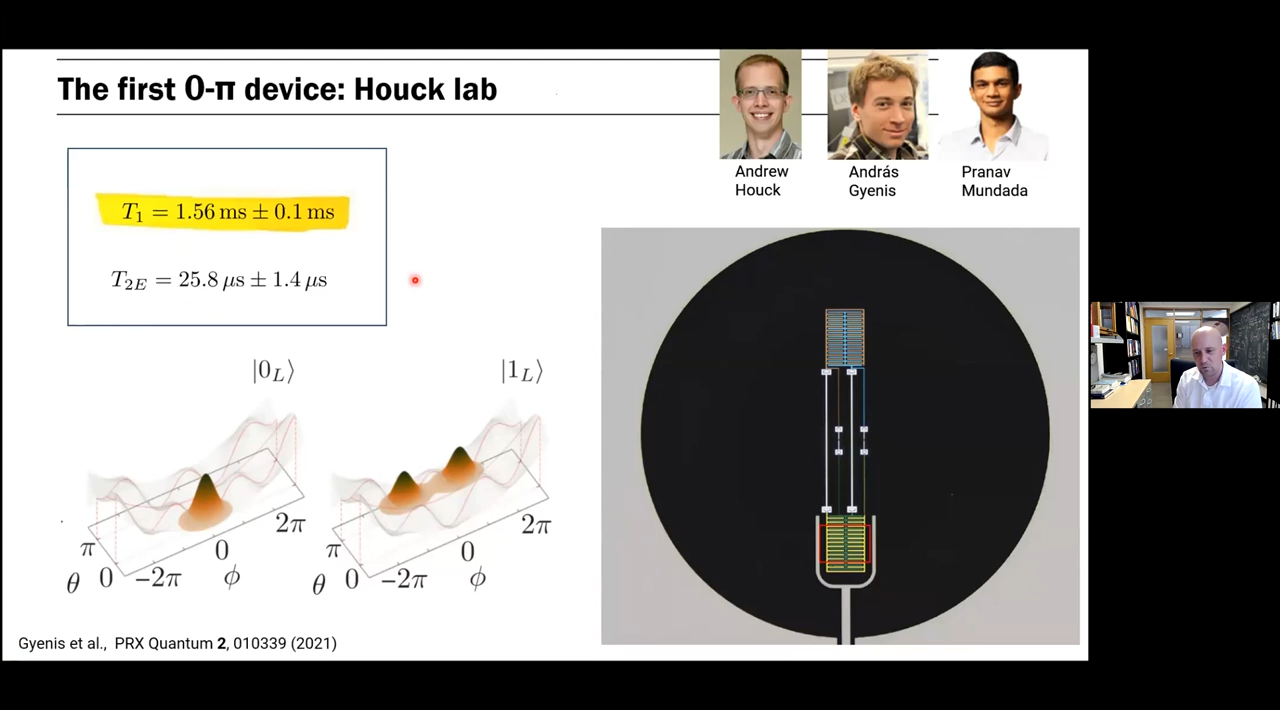 The first 0-π device: Houck lab
Andrew
Houck
András
Gyenis
Pranav
Mundada
T₁ = 1.56 ms ± 0.1 ms
T₂E = 25.8 μs ± 1.4 μs
|0_L⟩
|1_L⟩
π
θ
0
−2π
0
ϕ
2π
π
θ
0
−2π
0
ϕ
2π
Gyenis et al., PRX Quantum 2, 010339 (2021)